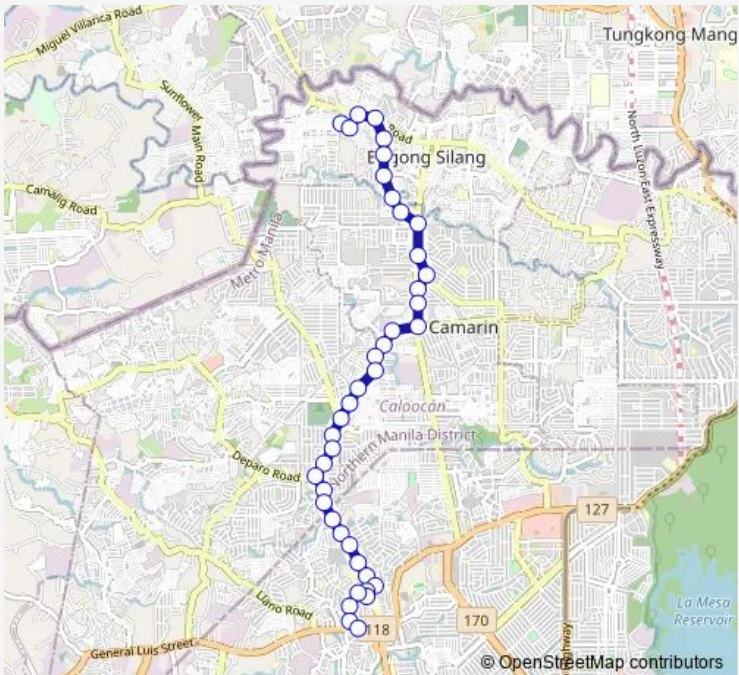 Miguel Villarica Road
Tungkong Mang
Sunflower Main Road
Road
Bagong Silang
North Luzon East Expressway
Camalig Road
Metro Manila
Camarin
Caloocan
Northern Manila District
Deparo Road
127
Llano Road
La Mesa
Reservoir
118
170
General Luis Street
© OpenStreetMap contributors